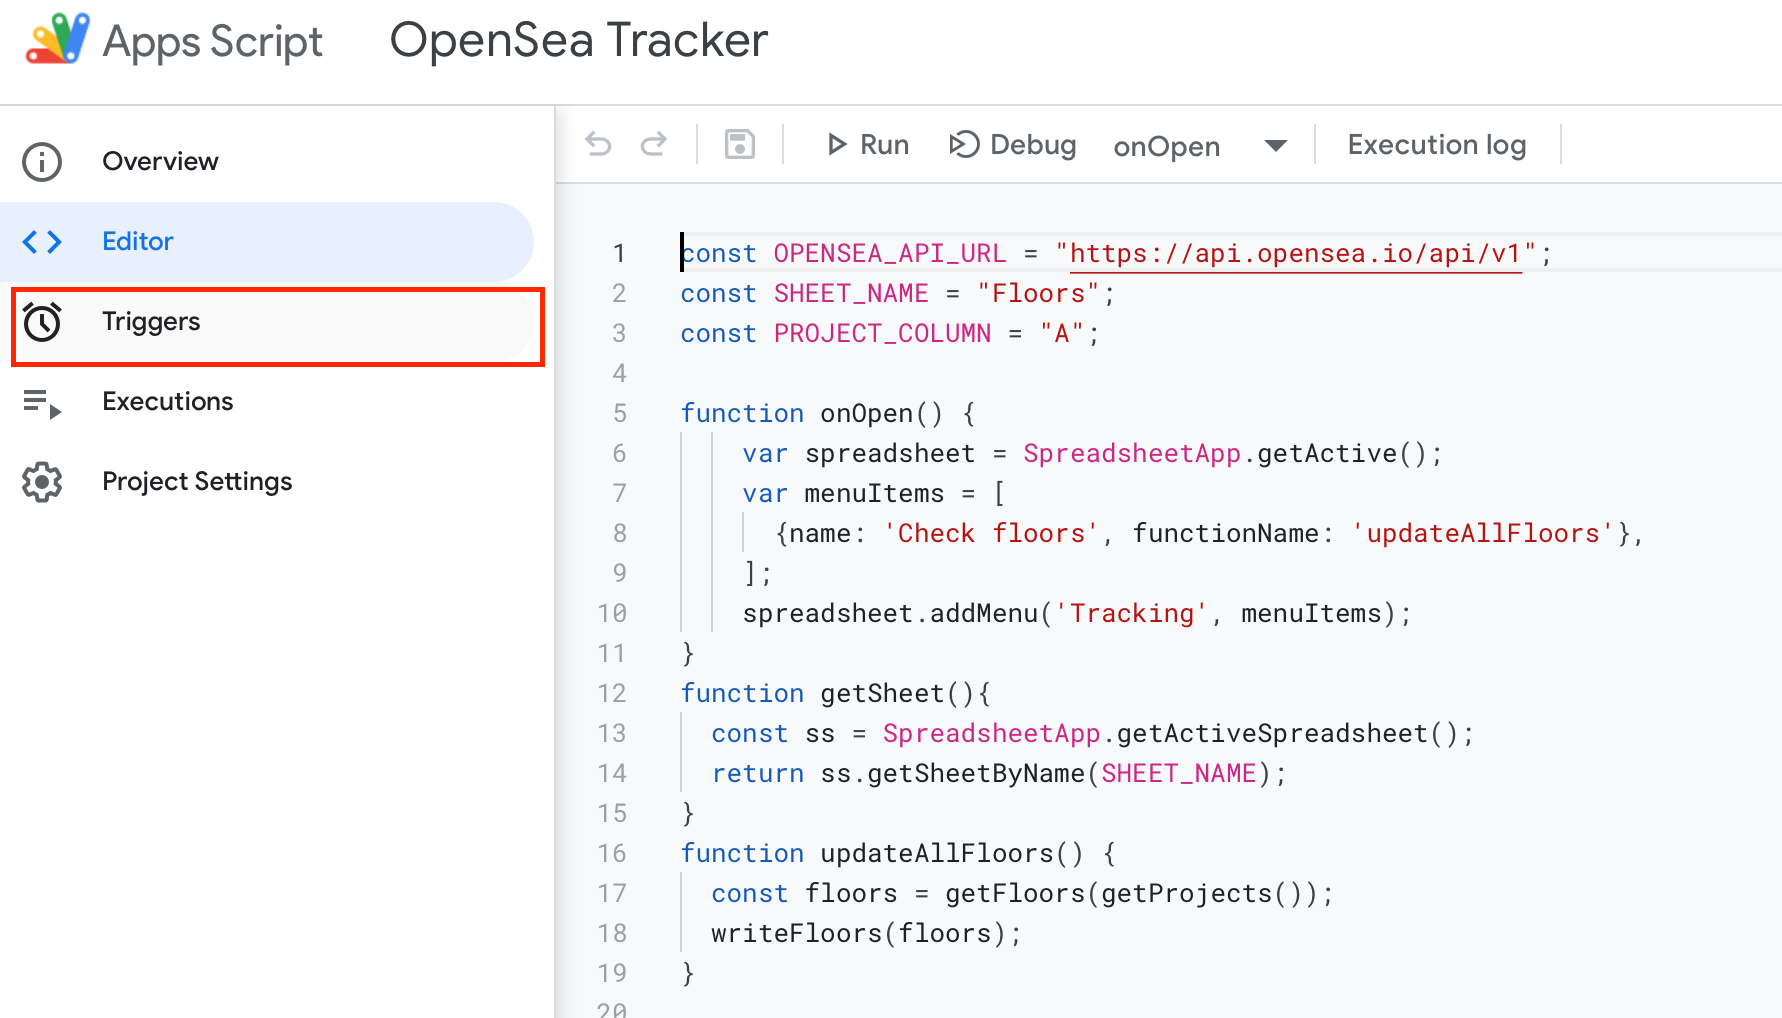 Apps Script OpenSea Tracker
Overview
Editor
Triggers
Executions
Project Settings
Run Debug onOpen Execution log
1 const OPENSEA_API_URL = "https://api.opensea.io/api/v1";
2 const SHEET_NAME = "Floors";
3 const PROJECT_COLUMN = "A";
4
5 function onOpen() {
6 var spreadsheet = SpreadsheetApp.getActive();
7 var menuItems = [
8 {name: 'Check floors', functionName: 'updateAllFloors'},
9 ];
10 spreadsheet.addMenu('Tracking', menuItems);
11 }
12 function getSheet(){
13 const ss = SpreadsheetApp.getActiveSpreadsheet();
14 return ss.getSheetByName(SHEET_NAME);
15 }
16 function updateAllFloors() {
17 const floors = getFloors(getProjects());
18 writeFloors(floors);
19 }
20